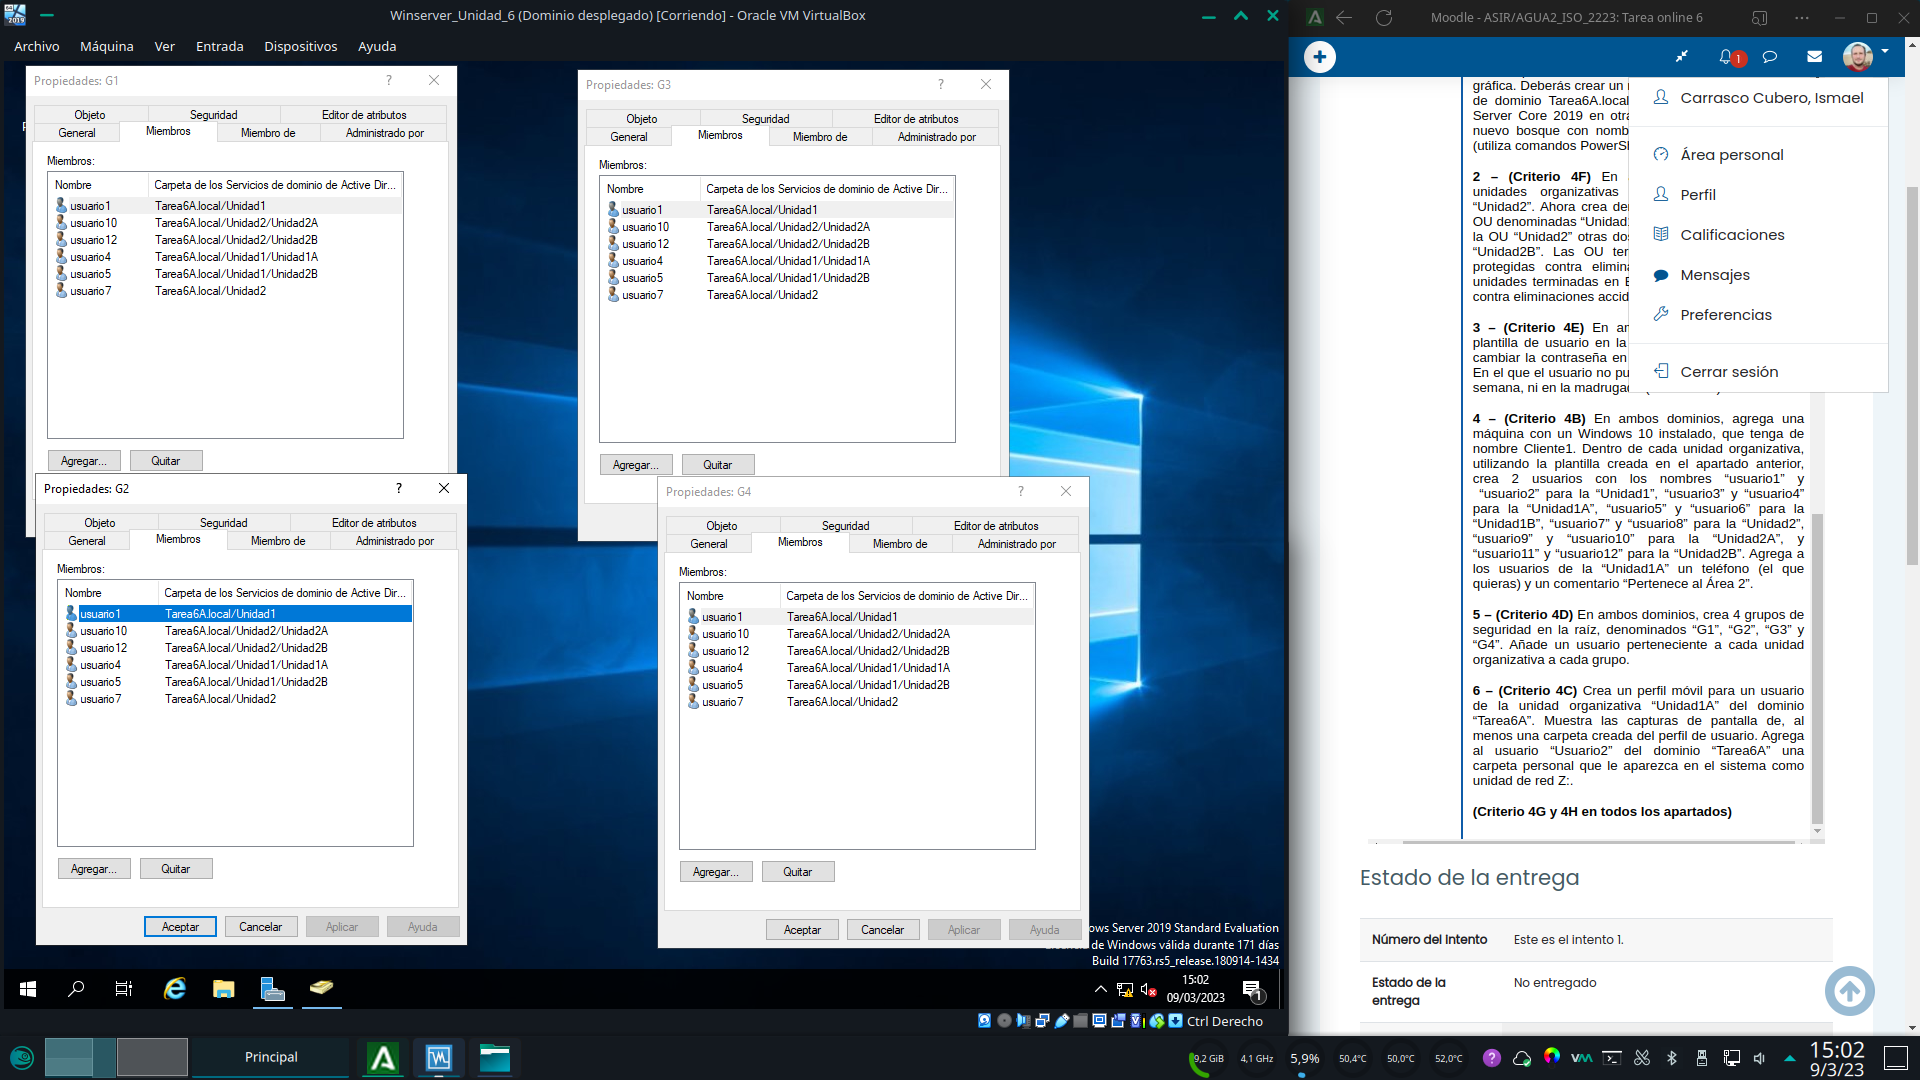 Winserver_Unidad_6 (Dominio desplegado) [Corriendo] - Oracle VM VirtualBox
Archivo Máquina Ver Entrada Dispositivos Ayuda
Propiedades: G1
Objeto Seguridad Editor de atributos
General Miembros Miembro de Administrado por
Miembros:
Nombre Carpeta de los Servicios de dominio de Active Dir...
usuario1 Tarea6A.local/Unidad1
usuario10 Tarea6A.local/Unidad2/Unidad2A
usuario12 Tarea6A.local/Unidad2/Unidad2B
usuario4 Tarea6A.local/Unidad1/Unidad1A
usuario5 Tarea6A.local/Unidad1/Unidad2B
usuario7 Tarea6A.local/Unidad2
Agregar... Quitar
Propiedades: G3
Objeto Seguridad Editor de atributos
General Miembros Miembro de Administrado por
Miembros:
Nombre Carpeta de los Servicios de dominio de Active Dir...
usuario1 Tarea6A.local/Unidad1
usuario10 Tarea6A.local/Unidad2/Unidad2A
usuario12 Tarea6A.local/Unidad2/Unidad2B
usuario4 Tarea6A.local/Unidad1/Unidad1A
usuario5 Tarea6A.local/Unidad1/Unidad2B
usuario7 Tarea6A.local/Unidad2
Agregar... Quitar
Propiedades: G2
Objeto Seguridad Editor de atributos
General Miembros Miembro de Administrado por
Miembros:
Nombre Carpeta de los Servicios de dominio de Active Dir...
usuario1 Tarea6A.local/Unidad1
usuario10 Tarea6A.local/Unidad2/Unidad2A
usuario12 Tarea6A.local/Unidad2/Unidad2B
usuario4 Tarea6A.local/Unidad1/Unidad1A
usuario5 Tarea6A.local/Unidad1/Unidad2B
usuario7 Tarea6A.local/Unidad2
Agregar... Quitar
Aceptar Cancelar Aplicar Ayuda
Propiedades: G4
Objeto Seguridad Editor de atributos
General Miembros Miembro de Administrado por
Miembros:
Nombre Carpeta de los Servicios de dominio de Active Dir...
usuario1 Tarea6A.local/Unidad1
usuario10 Tarea6A.local/Unidad2/Unidad2A
usuario12 Tarea6A.local/Unidad2/Unidad2B
usuario4 Tarea6A.local/Unidad1/Unidad1A
usuario5 Tarea6A.local/Unidad1/Unidad2B
usuario7 Tarea6A.local/Unidad2
Agregar... Quitar
Aceptar Cancelar Aplicar Ayuda
ows Server 2019 Standard Evaluation
de Windows válida durante 171 días
Build 17763.rs5_release.180914-1434
15:02
09/03/2023
1
Ctrl Derecho
Moodle - ASIR/AGUA2_ISO_2223: Tarea online 6
1
Carrasco Cubero, Ismael
Área personal
Perfil
Calificaciones
Mensajes
Preferencias
Cerrar sesión
gráfica. Deberás crear un
de dominio Tarea6A.local
Server Core 2019 en otra
nuevo bosque con nomb
(utiliza comandos PowerSh
2 – (Criterio 4F) En
unidades organizativas
“Unidad2”. Ahora crea den
OU denominadas “Unidad
la OU “Unidad2” otras dos
“Unidad2B”. Las OU ter
protegidas contra elimina
unidades terminadas en B
contra eliminaciones accid
3 – (Criterio 4E) En am
plantilla de usuario en la
cambiar la contraseña en
En el que el usuario no pu
semana, ni en la madrugad
4 – (Criterio 4B) En ambos dominios, agrega una
máquina con un Windows 10 instalado, que tenga de
nombre Cliente1. Dentro de cada unidad organizativa,
utilizando la plantilla creada en el apartado anterior,
crea 2 usuarios con los nombres “usuario1” y
“usuario2” para la “Unidad1”, “usuario3” y “usuario4”
para la “Unidad1A”, “usuario5” y “usuario6” para la
“Unidad1B”, “usuario7” y “usuario8” para la “Unidad2”,
“usuario9” y “usuario10” para la “Unidad2A”, y
“usuario11” y “usuario12” para la “Unidad2B”. Agrega a
los usuarios de la “Unidad1A” un teléfono (el que
quieras) y un comentario “Pertenece al Área 2”.
5 – (Criterio 4D) En ambos dominios, crea 4 grupos de
seguridad en la raíz, denominados “G1”, “G2”, “G3” y
“G4”. Añade un usuario perteneciente a cada unidad
organizativa a cada grupo.
6 – (Criterio 4C) Crea un perfil móvil para un usuario
de la unidad organizativa “Unidad1A” del dominio
“Tarea6A”. Muestra las capturas de pantalla de, al
menos una carpeta creada del perfil de usuario. Agrega
al usuario “Usuario2” del dominio “Tarea6A” una
carpeta personal que le aparezca en el sistema como
unidad de red Z:.
(Criterio 4G y 4H en todos los apartados)
Estado de la entrega
Número del intento Este es el intento 1.
Estado de la entrega No entregado
Principal
9,2 GiB 4,1 GHz 5,9% 50,4°C 50,0°C 52,0°C
15:02
9/3/23